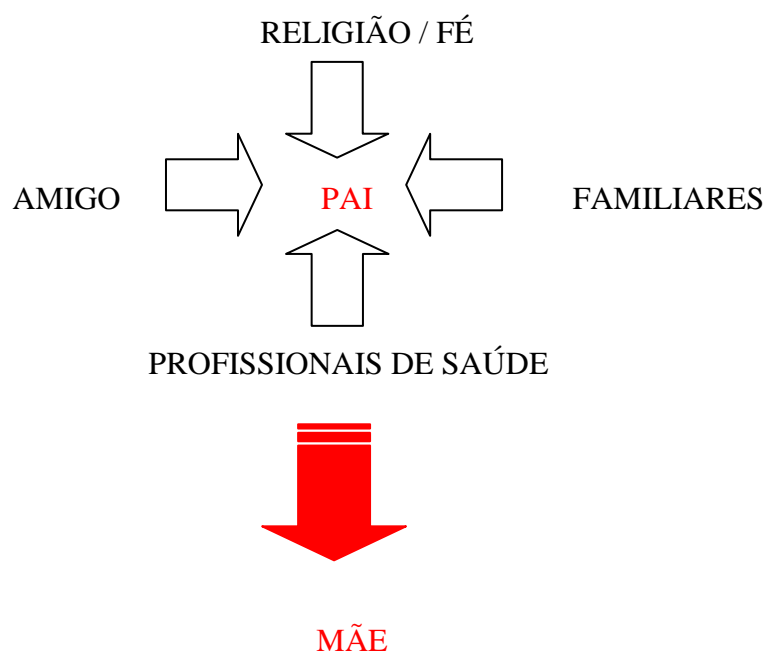 RELIGIÃO / FÉ
AMIGO PAI FAMILIARES
PROFISSIONAIS DE SAÚDE
MÃE